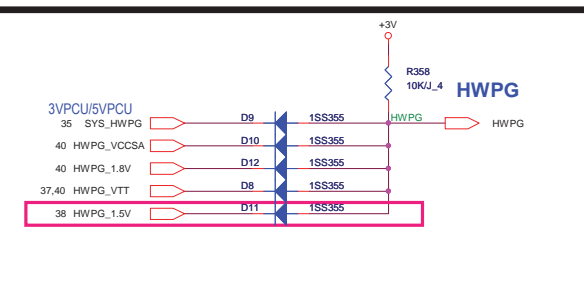 +3V
R358
10K/J_4
HWPG
3VPCU/5VPCU
35 SYS_HWPG D9 1SS355 HWPG HWPG
40 HWPG_VCCSA D10 1SS355
40 HWPG_1.8V D12 1SS355
37,40 HWPG_VTT D8 1SS355
38 HWPG_1.5V D11 1SS355